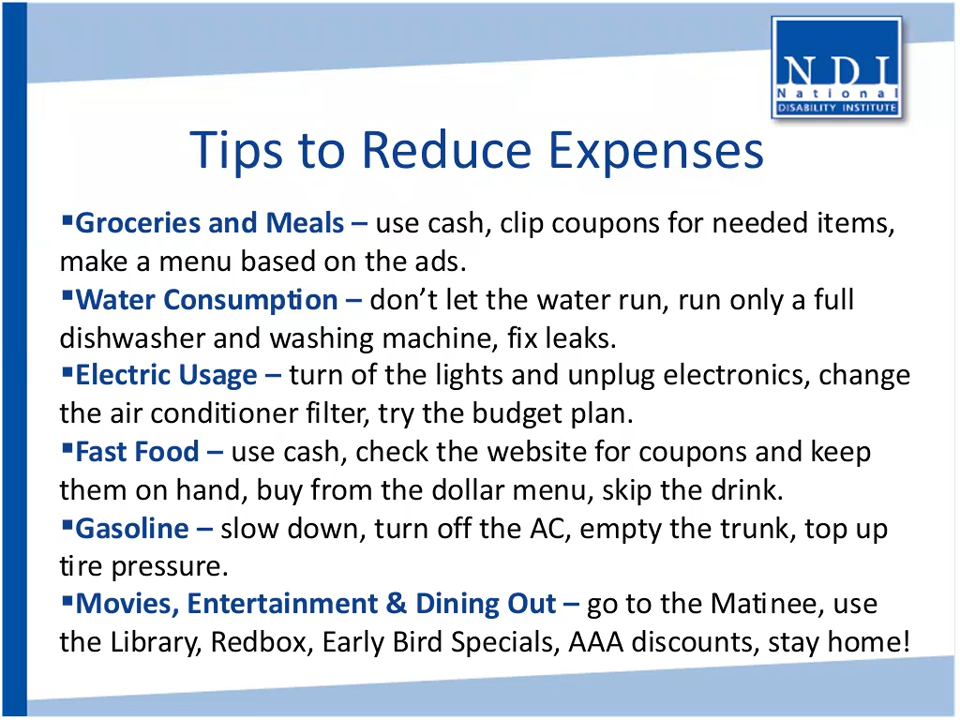 NDI
National
DISABILITY INSTITUTE
Tips to Reduce Expenses
▪Groceries and Meals – use cash, clip coupons for needed items,
make a menu based on the ads.
▪Water Consumption – don’t let the water run, run only a full
dishwasher and washing machine, fix leaks.
▪Electric Usage – turn of the lights and unplug electronics, change
the air conditioner filter, try the budget plan.
▪Fast Food – use cash, check the website for coupons and keep
them on hand, buy from the dollar menu, skip the drink.
▪Gasoline – slow down, turn off the AC, empty the trunk, top up
tire pressure.
▪Movies, Entertainment & Dining Out – go to the Matinee, use
the Library, Redbox, Early Bird Specials, AAA discounts, stay home!